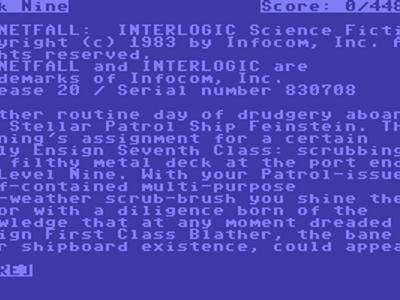 k Nine Score: 0/448
NETFALL: INTERLOGIC Science Ficti
yright (c) 1983 by Infocom, Inc. 
hts reserved.
NETFALL and INTERLOGIC are
demarks of Infocom, Inc.
ease 20 / Serial number 830708
ther routine day of drudgery aboar
Stellar Patrol Ship Feinstein. Th
ning's assignment for a certain
ly Ensign Seventh Class: scrubbing
filthy metal deck at the port end
Level Nine. With your Patrol-issue
f-contained multi-purpose
-weather scrub-brush you shine the
or with a diligence born of the
wledge that at any moment dreaded
ign First Class Blather, the bane
r shipboard existence, could appea
RE]